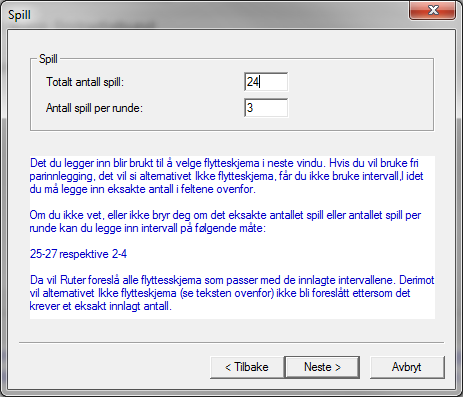 Spill
Spill
Totalt antall spill:
24
Antall spill per runde:
3
Det du legger inn blir brukt til å velge flytteskjema i neste vindu. Hvis du vil bruke fri
parinnlegging, det vil si alternativet Ikke flytteskjema, får du ikke bruke intervall,l idet
du må legge inn eksakte antall i feltene ovenfor.
Om du ikke vet, eller ikke bryr deg om det eksakte antallet spill eller antallet spill per
runde kan du legge inn intervall på følgende måte:
25-27 respektive 2-4
Da vil Ruter foreslå alle flyttesskjema som passer med de innlagte intervallene. Derimot
vil alternativet Ikke flytteskjema (se teksten ovenfor) ikke bli foreslått ettersom det
krever et eksakt innlagt antall.
< Tilbake
Neste >
Avbryt